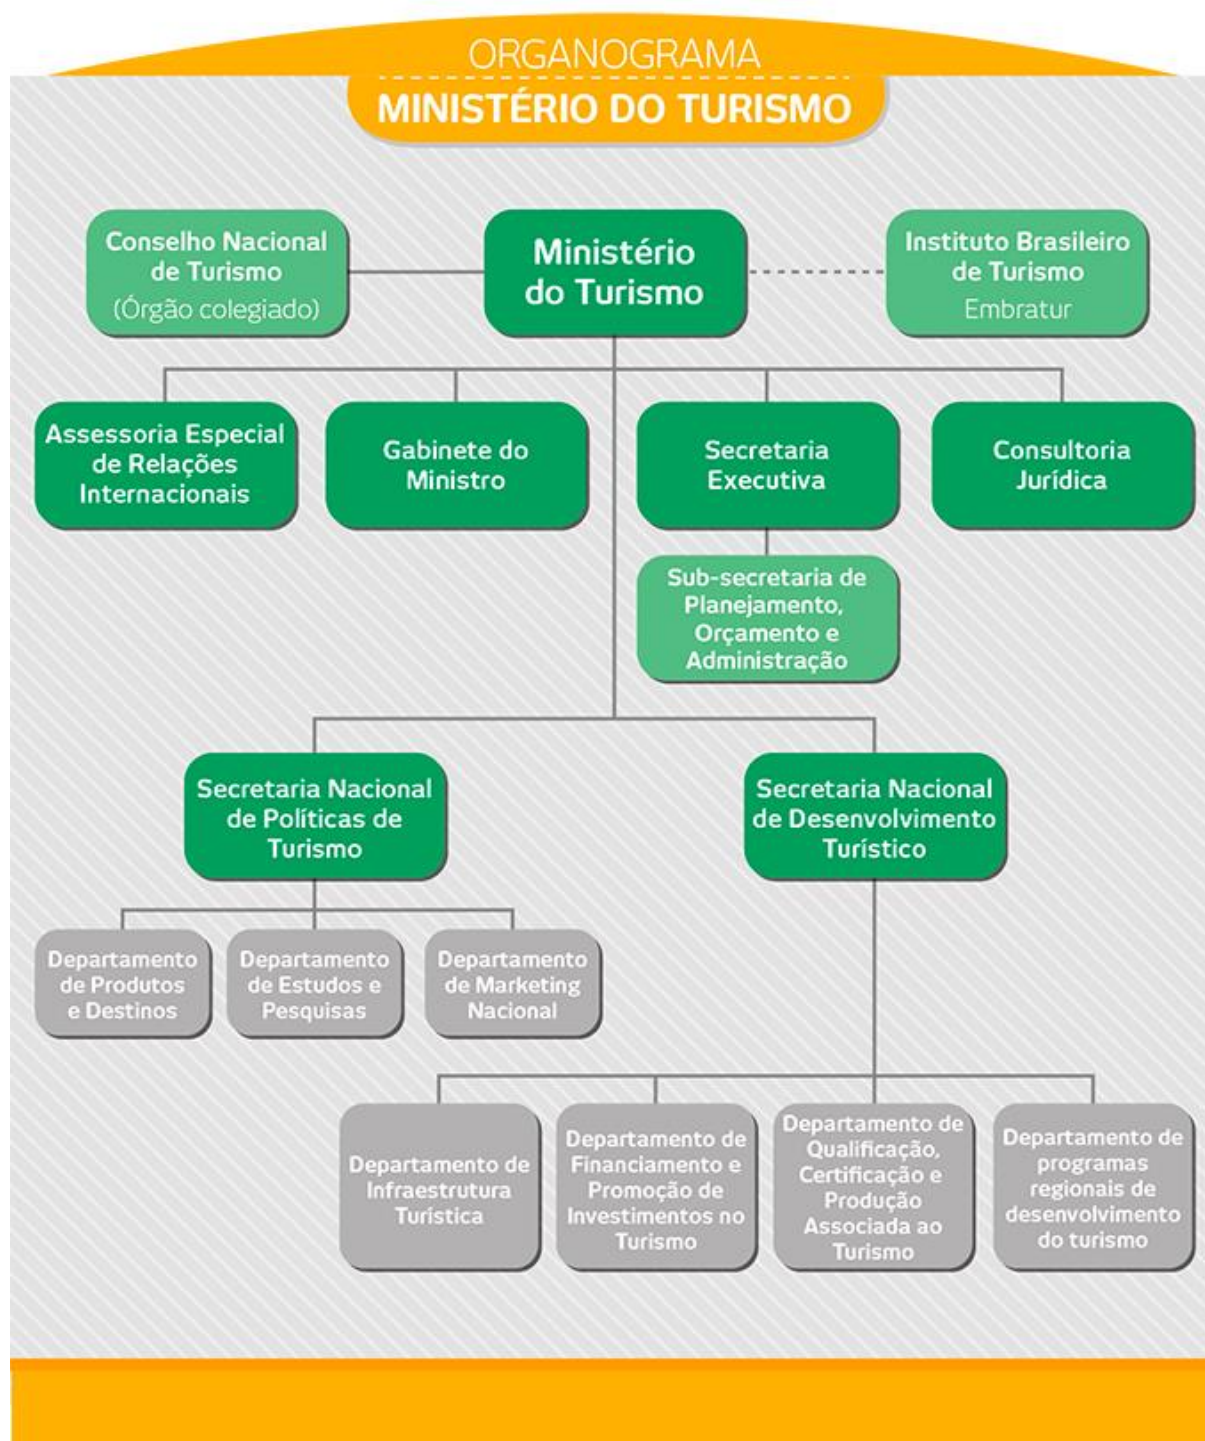 ORGANOGRAMA
MINISTÉRIO DO TURISMO
Conselho Nacional
de Turismo
(Órgão colegiado)
Ministério
do Turismo
Instituto Brasileiro
de Turismo
Embratur
Assessoria Especial
de Relações
Internacionais
Gabinete do
Ministro
Secretaria
Executiva
Consultoria
Jurídica
Sub-secretaria de
Planejamento,
Orçamento e
Administração
Secretaria Nacional
de Políticas de
Turismo
Secretaria Nacional
de Desenvolvimento
Turístico
Departamento
de Produtos
e Destinos
Departamento
de Estudos e
Pesquisas
Departamento
de Marketing
Nacional
Departamento de
Infraestrutura
Turística
Departamento de
Financiamento e
Promoção de
Investimentos no
Turismo
Departamento de
Qualificação,
Certificação e
Produção
Associada ao
Turismo
Departamento de
programas
regionais de
desenvolvimento
do turismo